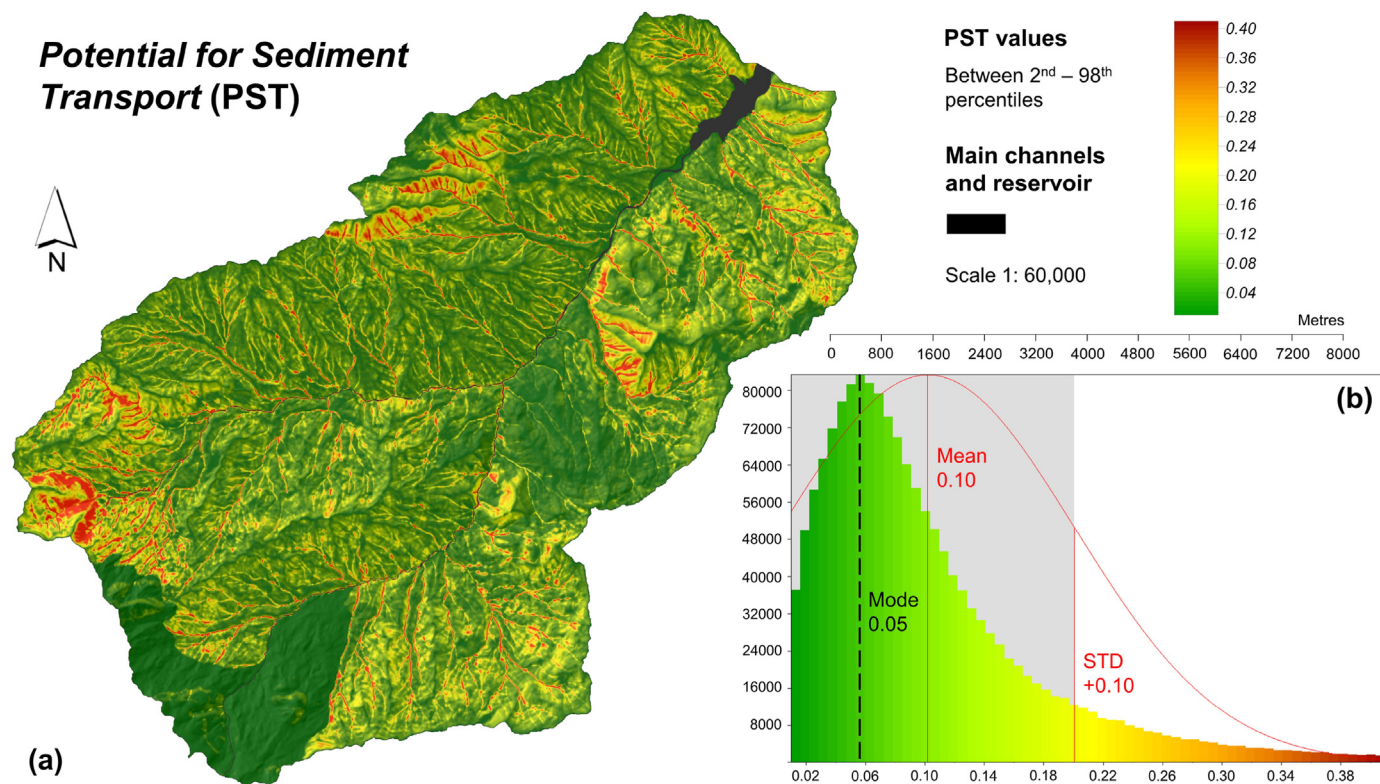 Potential for Sediment
Transport (PST)
N
(a)
PST values
Between 2nd – 98th
percentiles
Main channels
and reservoir
Scale 1: 60,000
0.40
0.36
0.32
0.28
0.24
0.20
0.16
0.12
0.08
0.04
Metres
0 800 1600 2400 3200 4000 4800 5600 6400 7200 8000
(b)
80000
72000
64000
56000
48000
40000
32000
24000
16000
8000
Mean
0.10
Mode
0.05
STD
+0.10
0.02 0.06 0.10 0.14 0.18 0.22 0.26 0.30 0.34 0.38